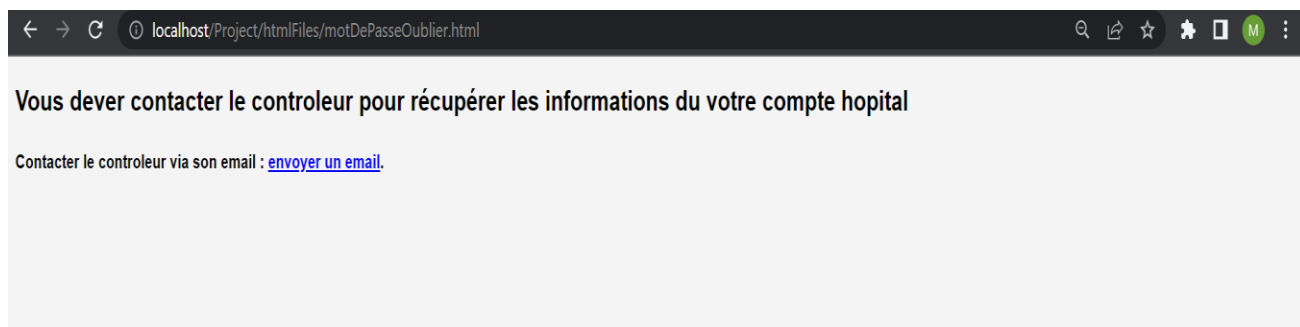 localhost/Project/htmlFiles/motDePasseOublier.html
M
Vous dever contacter le controleur pour récupérer les informations du votre compte hopital
Contacter le controleur via son email : envoyer un email.